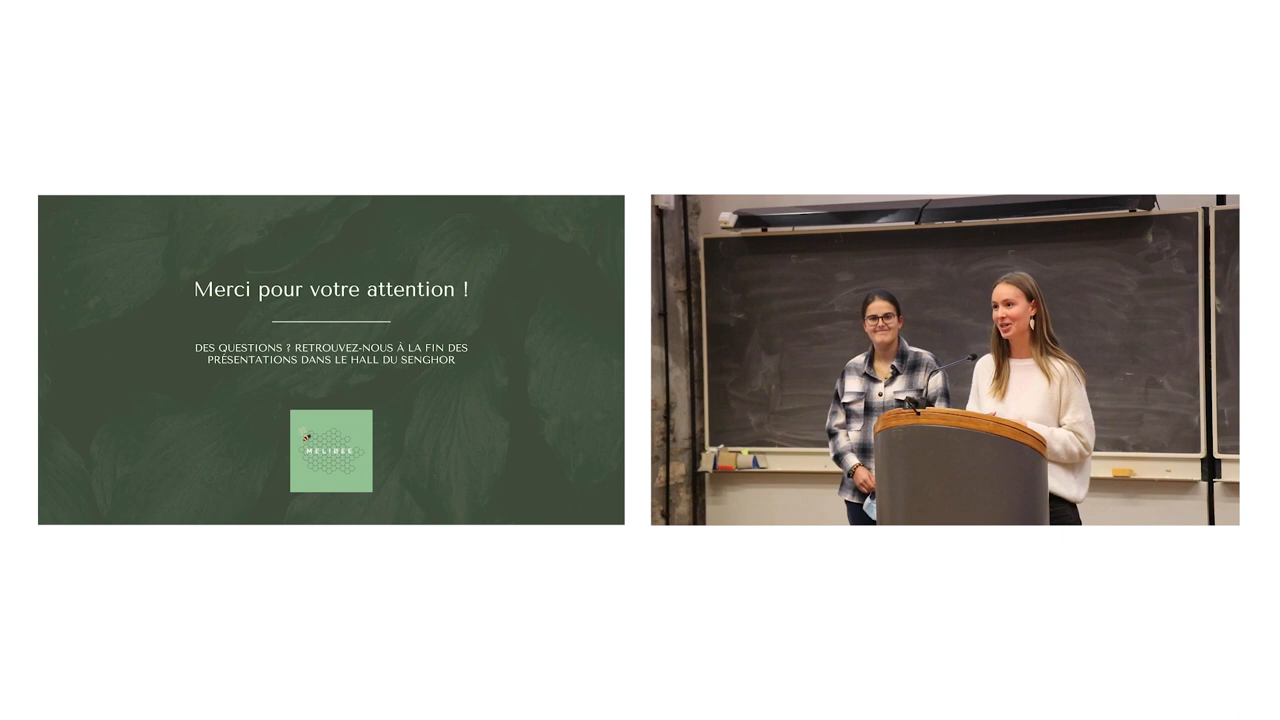 Merci pour votre attention !
DES QUESTIONS ? RETROUVEZ-NOUS À LA FIN DES
PRÉSENTATIONS DANS LE HALL DU SENGHOR
MELIBEE